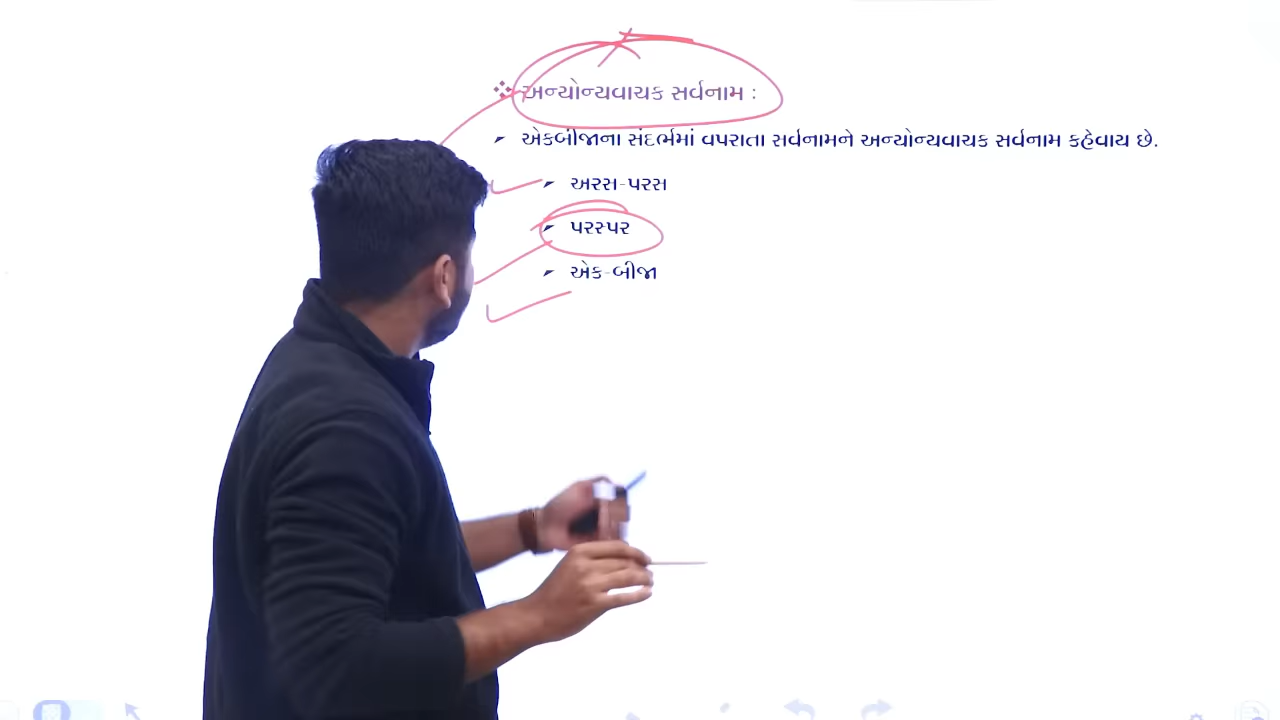 ❖ અન્યોન્યવાચક સર્વનામ :
➤ એકબીજાના સંદર્ભમાં વપરાતા સર્વનામને અન્યોન્યવાચક સર્વનામ કહેવાય છે.
➤ અરસ-પરસ
➤ પરસ્પર
➤ એક-બીજા